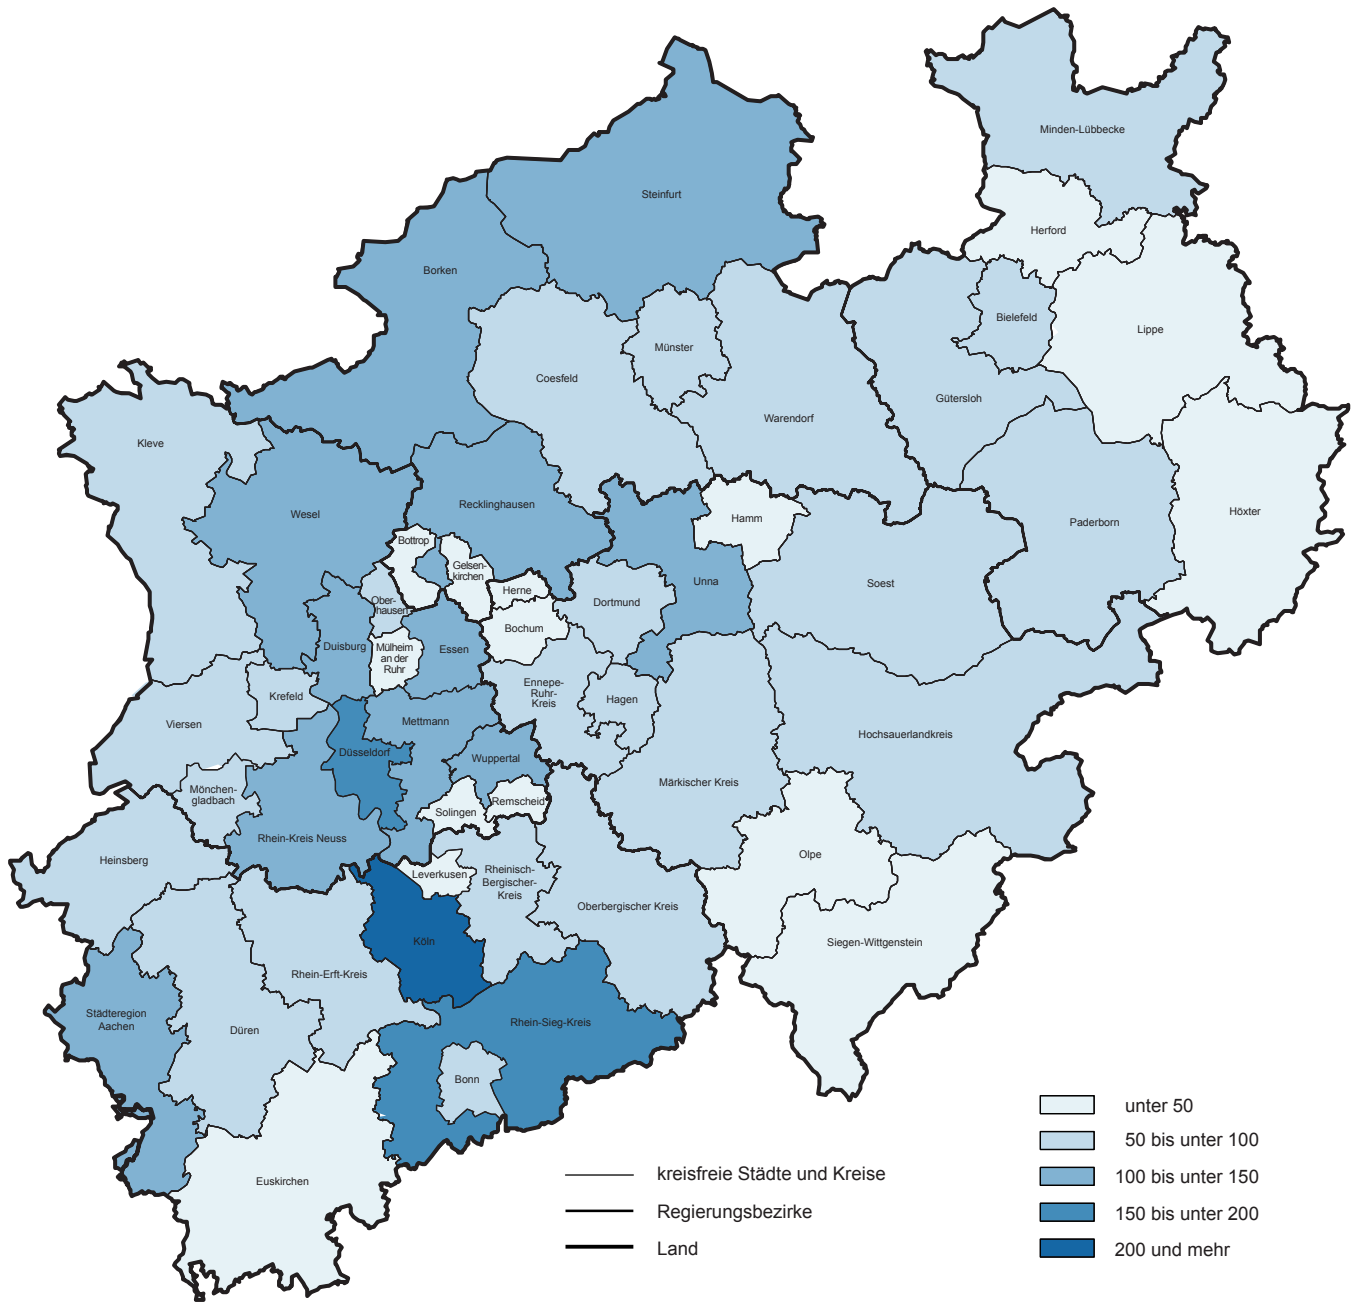 Minden-Lübbecke
Steinfurt
Herford
Borken
Bielefeld
Lippe
Münster
Coesfeld
Gütersloh
Warendorf
Kleve
Recklinghausen
Wesel
Höxter
Hamm
Paderborn
Bottrop
Gelsen-
kirchen
Unna
Soest
Herne
Ober-
hausen
Dortmund
Bochum
Duisburg
Mülheim
an der
Ruhr
Essen
Ennepe-
Ruhr-
Kreis
Krefeld
Hagen
Viersen
Mettmann
Hochsauerlandkreis
Düsseldorf
Wuppertal
Mönchen-
gladbach
Märkischer Kreis
Remscheid
Solingen
Rhein-Kreis Neuss
Heinsberg
Olpe
Leverkusen
Rheinisch-
Bergischer-
Kreis
Oberbergischer Kreis
Köln
Siegen-Wittgenstein
Rhein-Erft-Kreis
Städteregion
Aachen
Düren
Rhein-Sieg-Kreis
Bonn
Euskirchen
kreisfreie Städte und Kreise
Regierungsbezirke
Land
unter 50
50 bis unter 100
100 bis unter 150
150 bis unter 200
200 und mehr